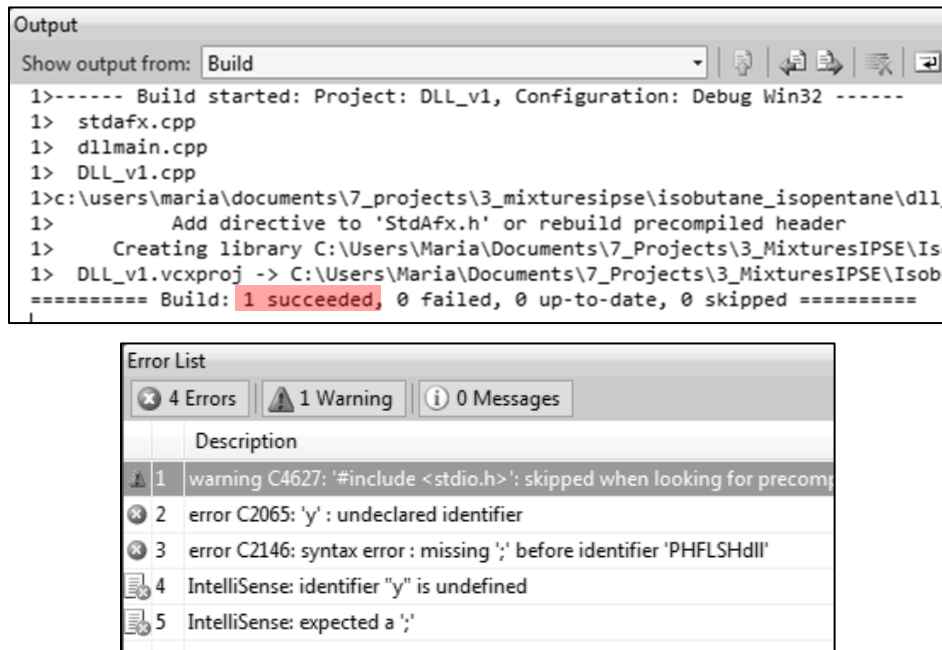 Output
Show output from: Build
1>------ Build started: Project: DLL_v1, Configuration: Debug Win32 ------
1>  stdafx.cpp
1>  dllmain.cpp
1>  DLL_v1.cpp
1>c:\users\maria\documents\7_projects\3_mixturesipse\isobutane_isopentane\dll_
1>          Add directive to 'StdAfx.h' or rebuild precompiled header
1>     Creating library C:\Users\Maria\Documents\7_Projects\3_MixturesIPSE\Iso
1>  DLL_v1.vcxproj -> C:\Users\Maria\Documents\7_Projects\3_MixturesIPSE\Isob
========== Build: 1 succeeded, 0 failed, 0 up-to-date, 0 skipped ==========
Error List
4 Errors 1 Warning 0 Messages
Description
1 warning C4627: '#include <stdio.h>': skipped when looking for precomp
2 error C2065: 'y' : undeclared identifier
3 error C2146: syntax error : missing ';' before identifier 'PHFLSHdll'
4 IntelliSense: identifier "y" is undefined
5 IntelliSense: expected a ';'